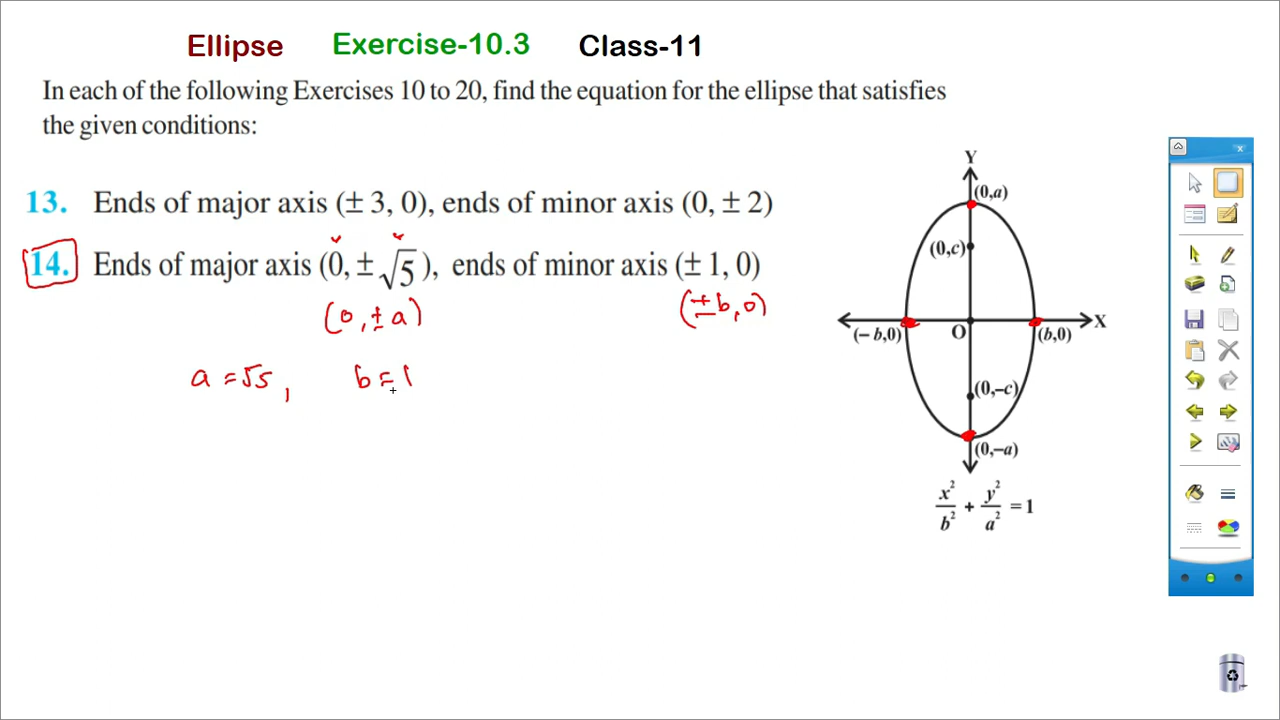 Ellipse Exercise-10.3 Class-11
In each of the following Exercises 10 to 20, find the equation for the ellipse that satisfies
the given conditions:
13. Ends of major axis (± 3, 0), ends of minor axis (0, ± 2)
14. Ends of major axis (0, ± √5), ends of minor axis (± 1, 0)
(0, ± a) (± b, 0)
a = √5, b = 1
Y
(0,a)
(0,c)
X
(– b,0) O (b,0)
(0,–c)
(0,–a)
x²/b² + y²/a² = 1